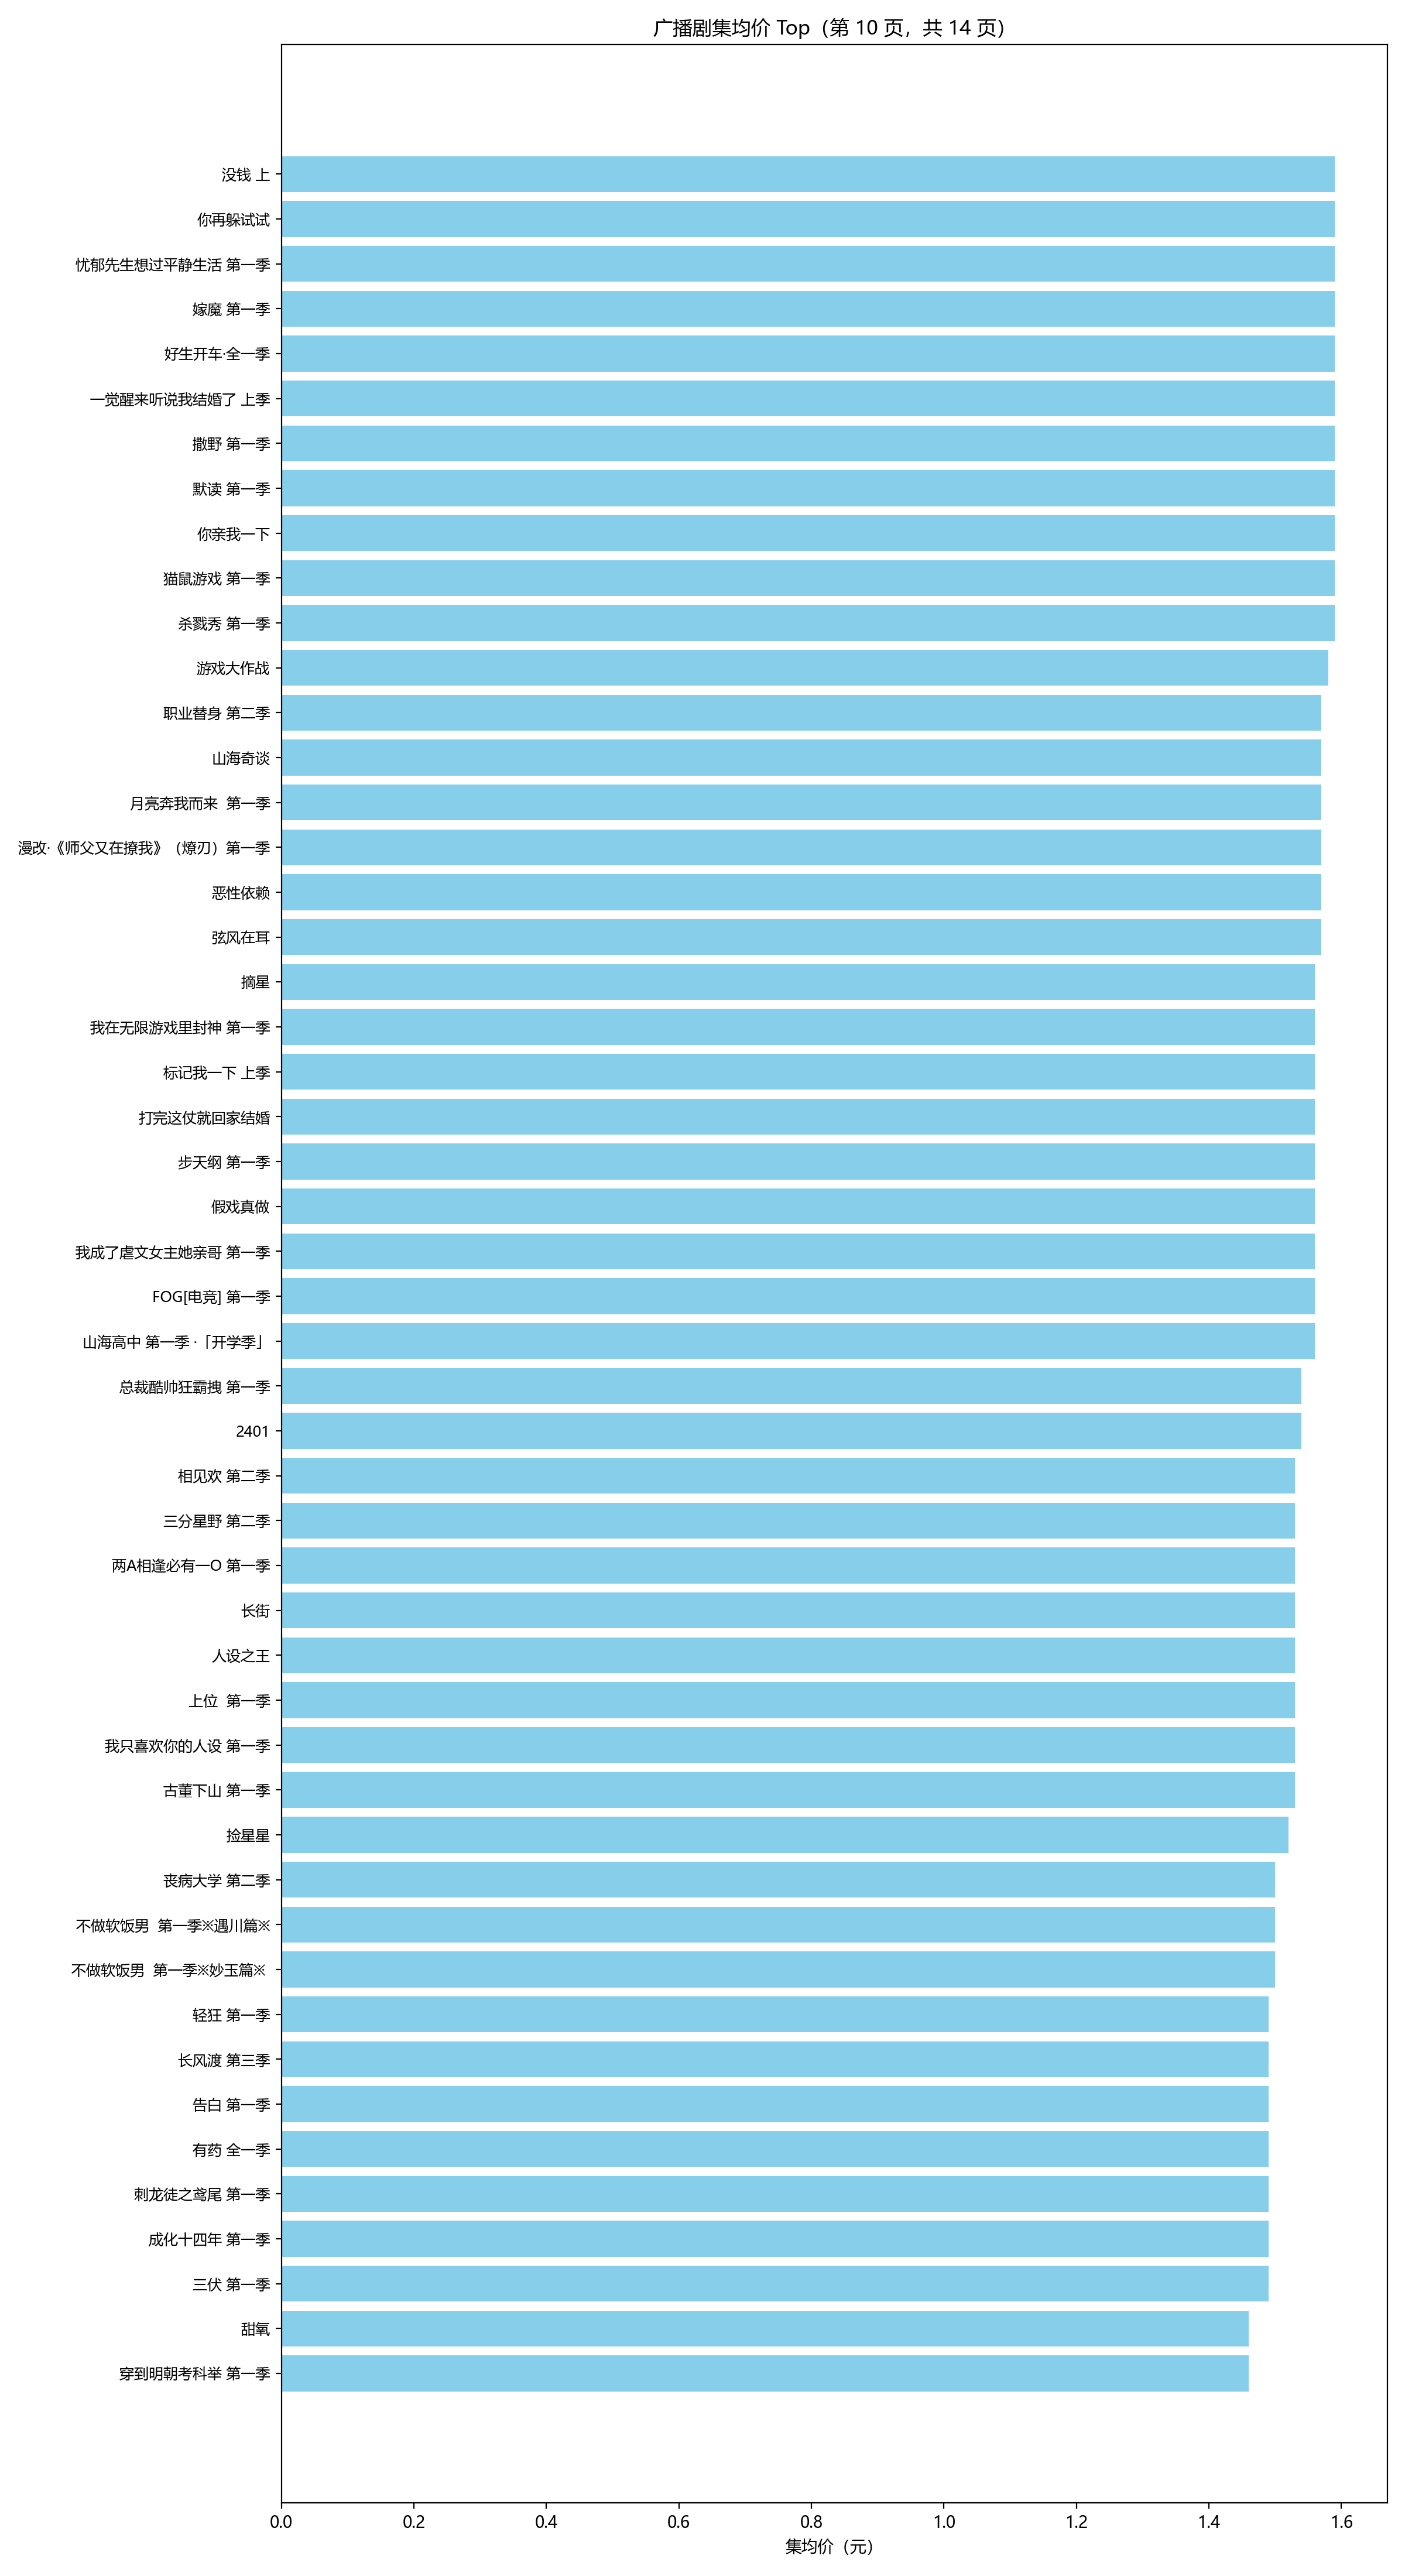 广播剧集均价 Top（第 10 页，共 14 页）
没钱 上
你再躲试试
忧郁先生想过平静生活 第一季
嫁魔 第一季
好生开车·全一季
一觉醒来听说我结婚了 上季
撒野 第一季
默读 第一季
你亲我一下
猫鼠游戏 第一季
杀戮秀 第一季
游戏大作战
职业替身 第二季
山海奇谈
月亮奔我而来  第一季
漫改·《师父又在撩我》（燎刃）第一季
恶性依赖
弦风在耳
摘星
我在无限游戏里封神 第一季
标记我一下 上季
打完这仗就回家结婚
步天纲 第一季
假戏真做
我成了虐文女主她亲哥 第一季
FOG[电竞] 第一季
山海高中 第一季 ·「开学季」
总裁酷帅狂霸拽 第一季
2401
相见欢 第二季
三分星野 第二季
两A相逢必有一O 第一季
长街
人设之王
上位  第一季
我只喜欢你的人设 第一季
古董下山 第一季
捡星星
丧病大学 第二季
不做软饭男  第一季※遇川篇※
不做软饭男  第一季※妙玉篇※
轻狂 第一季
长风渡 第三季
告白 第一季
有药 全一季
刺龙徒之鸢尾 第一季
成化十四年 第一季
三伏 第一季
甜氧
穿到明朝考科举 第一季
0.0 0.2 0.4 0.6 0.8 1.0 1.2 1.4 1.6
集均价（元）